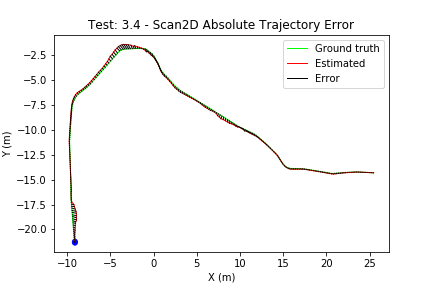 Test: 3.4 - Scan2D Absolute Trajectory Error
Ground truth
Estimated
Error
−2.5
−5.0
−7.5
−10.0
−12.5
−15.0
−17.5
−20.0
Y (m)
−10 −5 0 5 10 15 20 25
X (m)